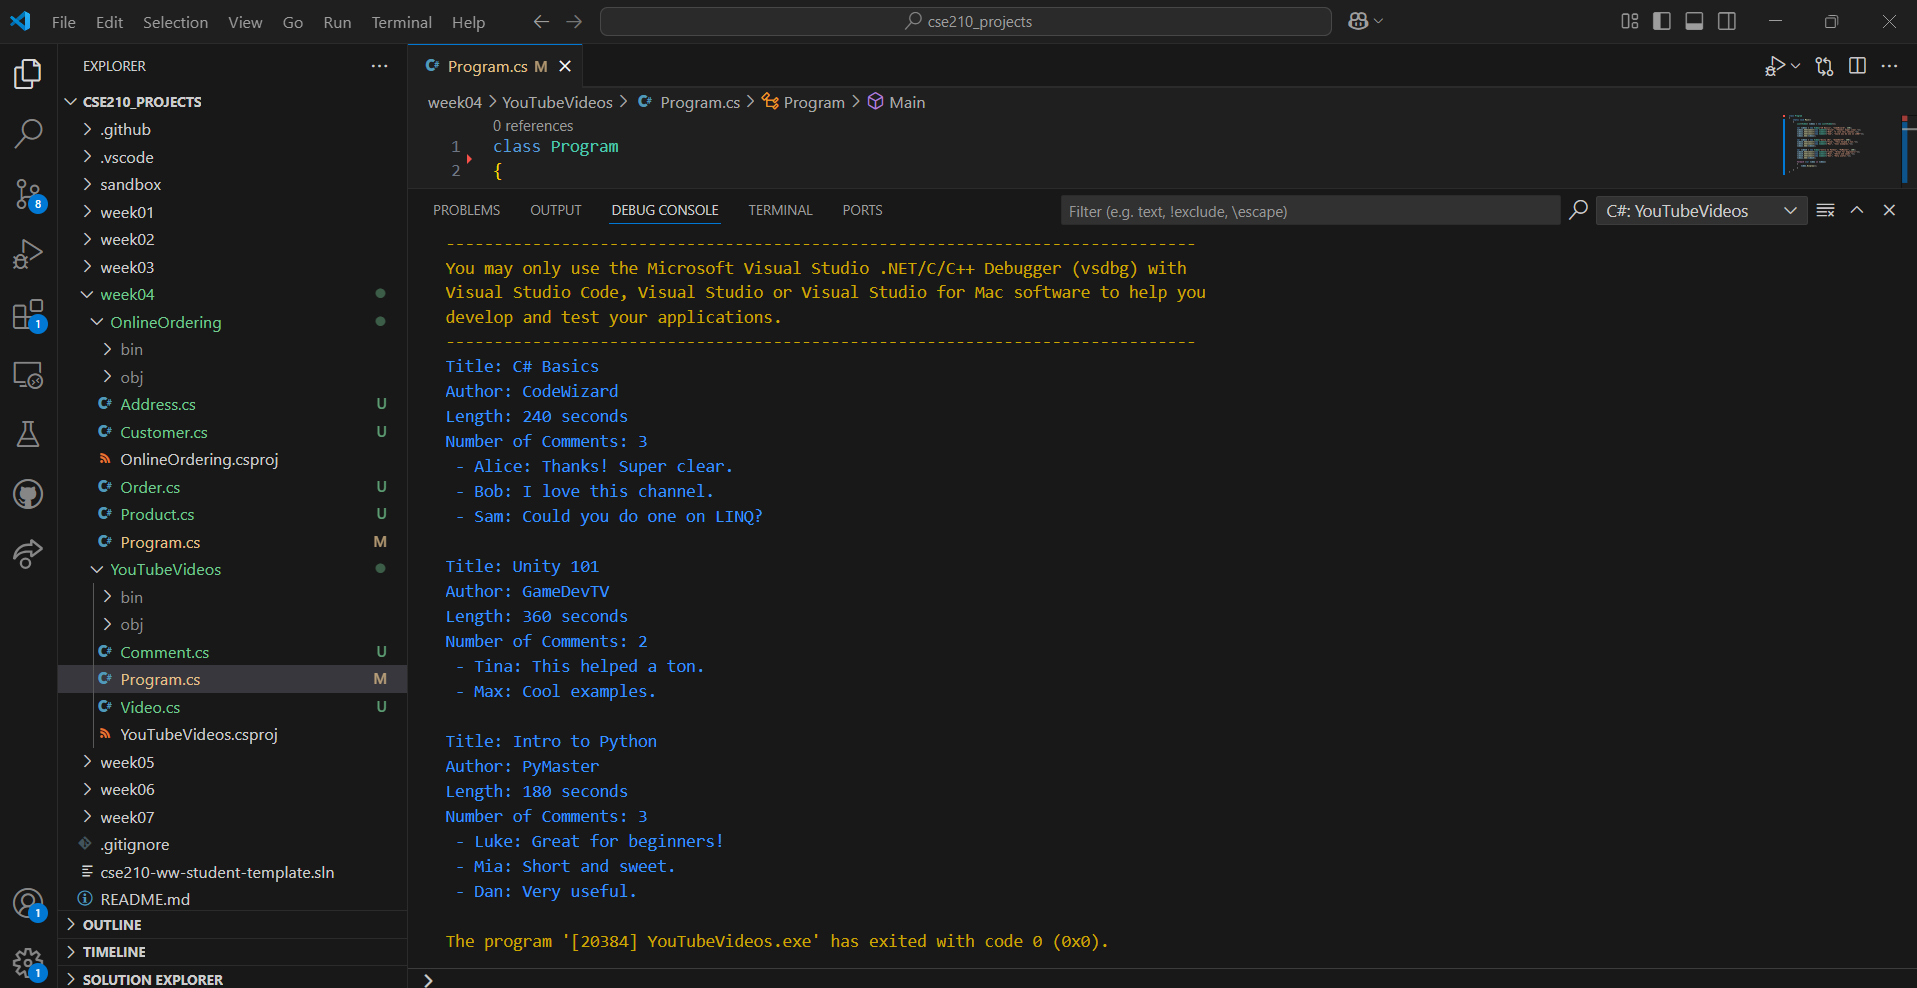 File Edit Selection View Go Run Terminal Help
cse210_projects
EXPLORER
CSE210_PROJECTS
.github
.vscode
sandbox
week01
week02
week03
week04
OnlineOrdering
bin
obj
Address.cs U
Customer.cs U
OnlineOrdering.csproj
Order.cs U
Product.cs U
Program.cs M
YouTubeVideos
bin
obj
Comment.cs U
Program.cs M
Video.cs U
YouTubeVideos.csproj
week05
week06
week07
.gitignore
cse210-ww-student-template.sln
README.md
OUTLINE
TIMELINE
SOLUTION EXPLORER
8
1
1
1
Program.cs M
week04 > YouTubeVideos > Program.cs > Program > Main
0 references
1 class Program
2 {
PROBLEMS OUTPUT DEBUG CONSOLE TERMINAL PORTS
Filter (e.g. text, !exclude, \escape)
C#: YouTubeVideos
------------------------------------------------------------------------------
You may only use the Microsoft Visual Studio .NET/C/C++ Debugger (vsdbg) with
Visual Studio Code, Visual Studio or Visual Studio for Mac software to help you
develop and test your applications.
------------------------------------------------------------------------------
Title: C# Basics
Author: CodeWizard
Length: 240 seconds
Number of Comments: 3
- Alice: Thanks! Super clear.
- Bob: I love this channel.
- Sam: Could you do one on LINQ?
Title: Unity 101
Author: GameDevTV
Length: 360 seconds
Number of Comments: 2
- Tina: This helped a ton.
- Max: Cool examples.
Title: Intro to Python
Author: PyMaster
Length: 180 seconds
Number of Comments: 3
- Luke: Great for beginners!
- Mia: Short and sweet.
- Dan: Very useful.
The program '[20384] YouTubeVideos.exe' has exited with code 0 (0x0).
>